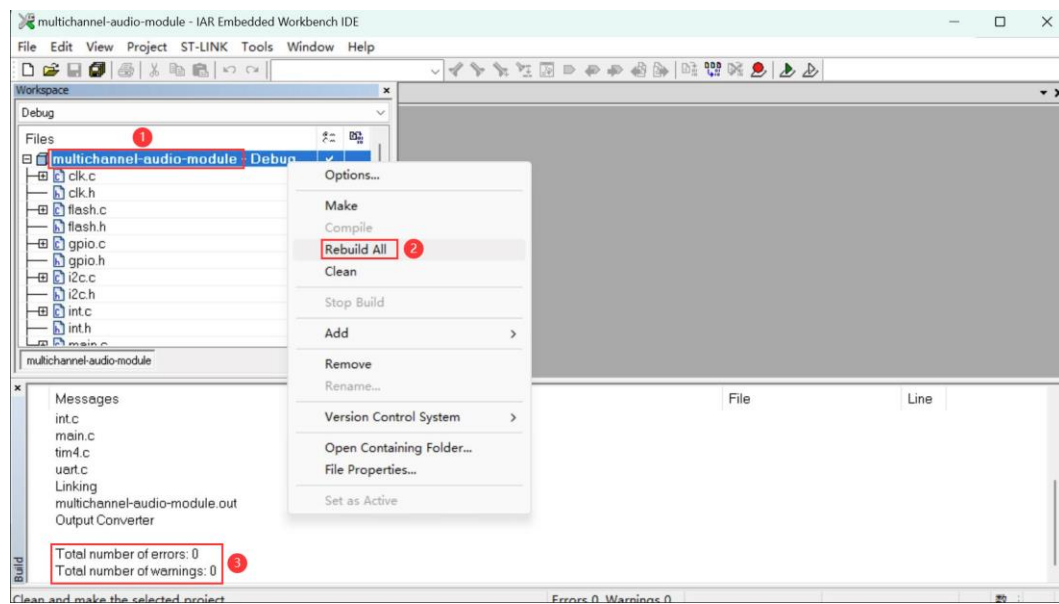 multichannel-audio-module - IAR Embedded Workbench IDE
File Edit View Project ST-LINK Tools Window Help
Workspace
Debug
Files
1
multichannel-audio-module - Debug
clk.c
clk.h
flash.c
flash.h
gpio.c
gpio.h
i2c.c
i2c.h
int.c
int.h
main.c
multichannel-audio-module
Options...
Make
Compile
Rebuild All
2
Clean
Stop Build
Add
Remove
Rename...
Version Control System
Open Containing Folder...
File Properties...
Set as Active
Messages File Line
int.c
main.c
tim4.c
uart.c
Linking
multichannel-audio-module.out
Output Converter
Total number of errors: 0
Total number of warnings: 0
3
Build
Clean and make the selected project
Errors 0, Warnings 0
数